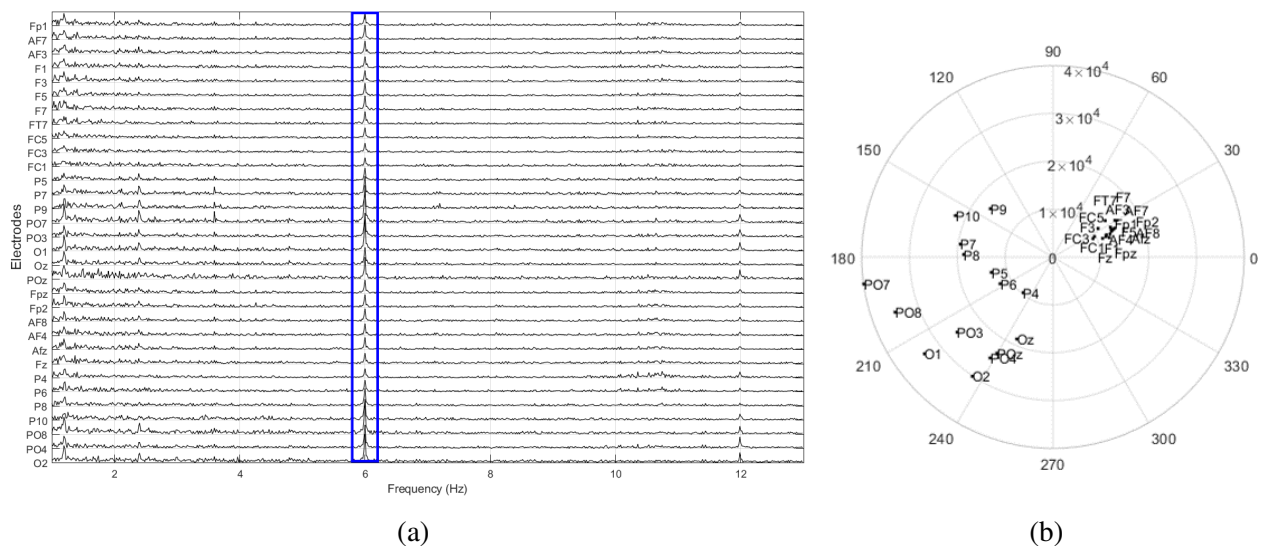 Electrodes
Fp1
AF7
AF3
F1
F3
F5
F7
FT7
FC5
FC3
FC1
P5
P7
P9
PO7
PO3
O1
Oz
POz
Fpz
Fp2
AF8
AF4
Afz
Fz
P4
P6
P8
P10
PO8
PO4
O2
2 4 6 8 10 12
Frequency (Hz)
(a)
90
120 60
4×10⁴
3×10⁴
150 30
2×10⁴
1×10⁴
180 0 0
210 330
240 300
270
P9
P10
P7
P8
P5
P6
P4
PO7
PO8
PO3
O1
Oz
POz
PO4
O2
FT7
F7
AF3
AF7
FC5
F3
Fp1
Fp2
FC3
AF8
AF4
Afz
FC1
F1
Fpz
Fz
(b)